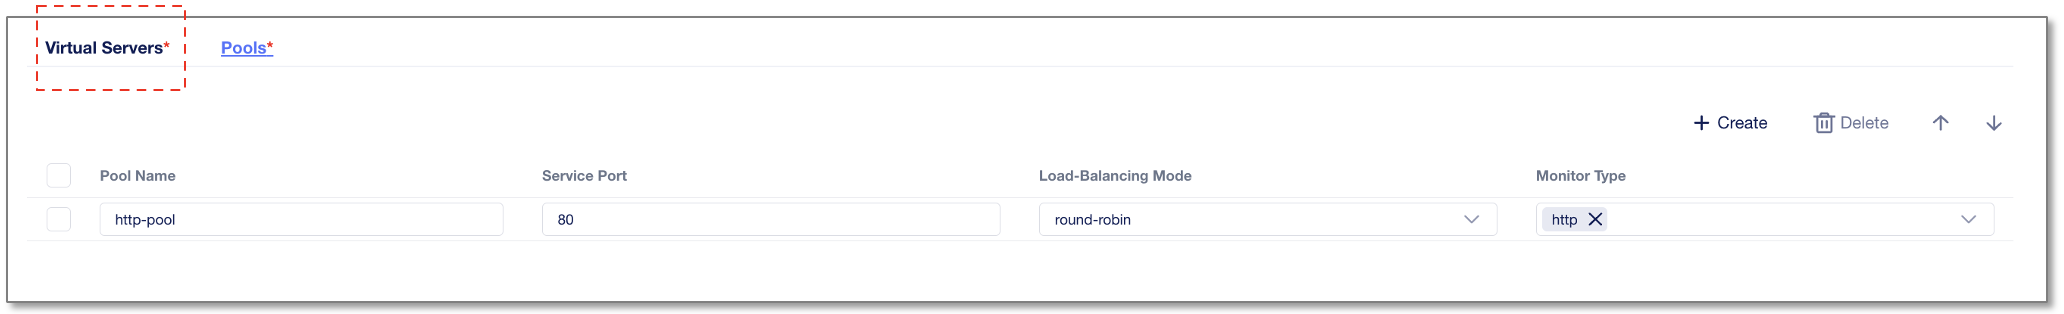 Virtual Servers* Pools*
+ Create Delete
Pool Name Service Port Load-Balancing Mode Monitor Type
http-pool 80 round-robin http